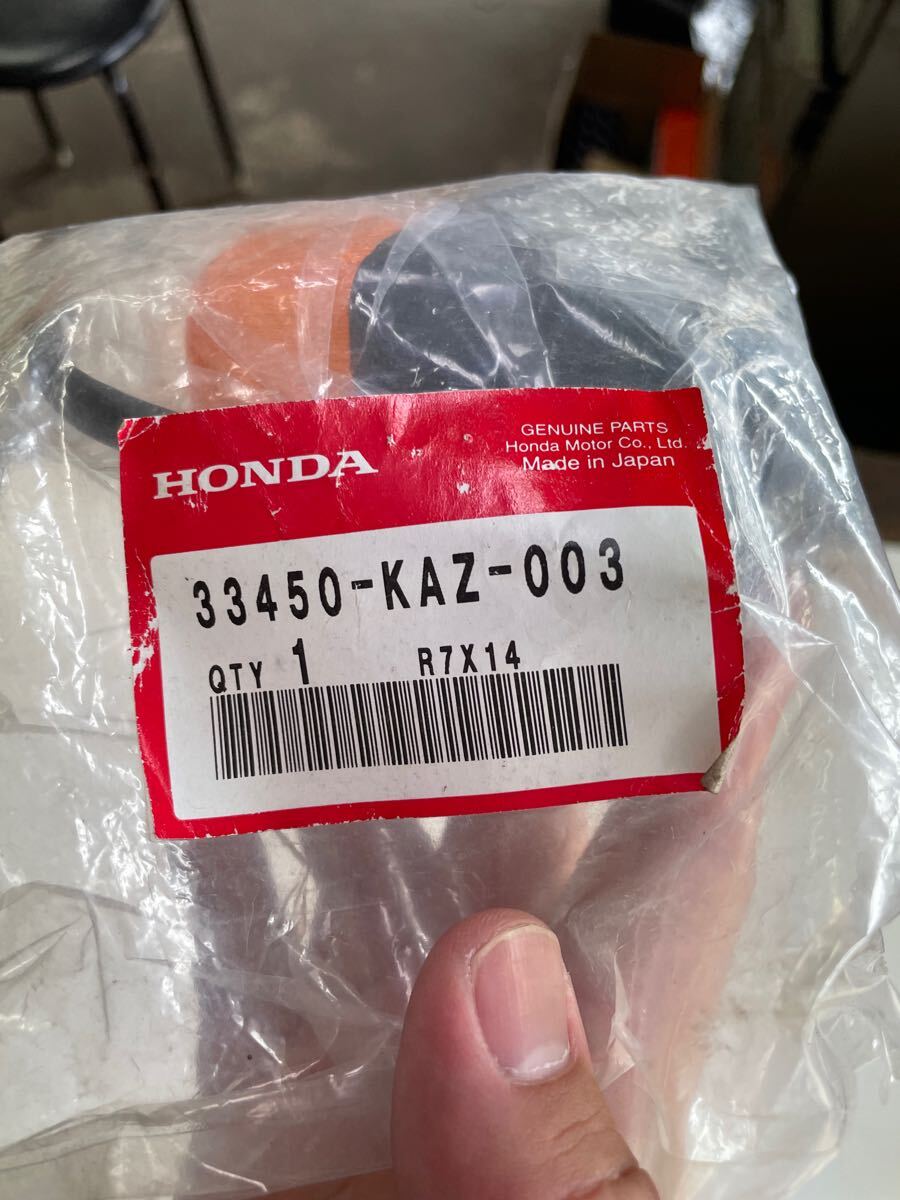 HONDA
GENUINE PARTS
Honda Motor Co., Ltd.
Made in Japan
33450-KAZ-003
QTY 1 R7X14